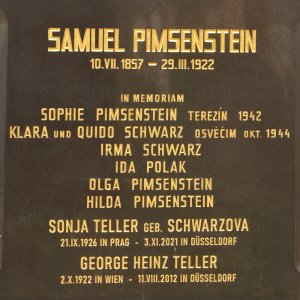 SAMUEL PIMSENSTEIN
10.VII. 1857 – 29.III. 1922
IN MEMORIAM
SOPHIE PIMSENSTEIN TEREZÍN 1942
KLARA UND QUIDO SCHWARZ OSVĚČIM OKT. 1944
IRMA SCHWARZ
IDA POLAK
OLGA PIMSENSTEIN
HILDA PIMSENSTEIN
SONJA TELLER GEB. SCHWARZOVA
21.IX.1926 IN PRAG - 3.XI.2021 IN DÜSSELDORF
GEORGE HEINZ TELLER
2.X.1922 IN WIEN - 11.VIII.2012 IN DÜSSELDORF